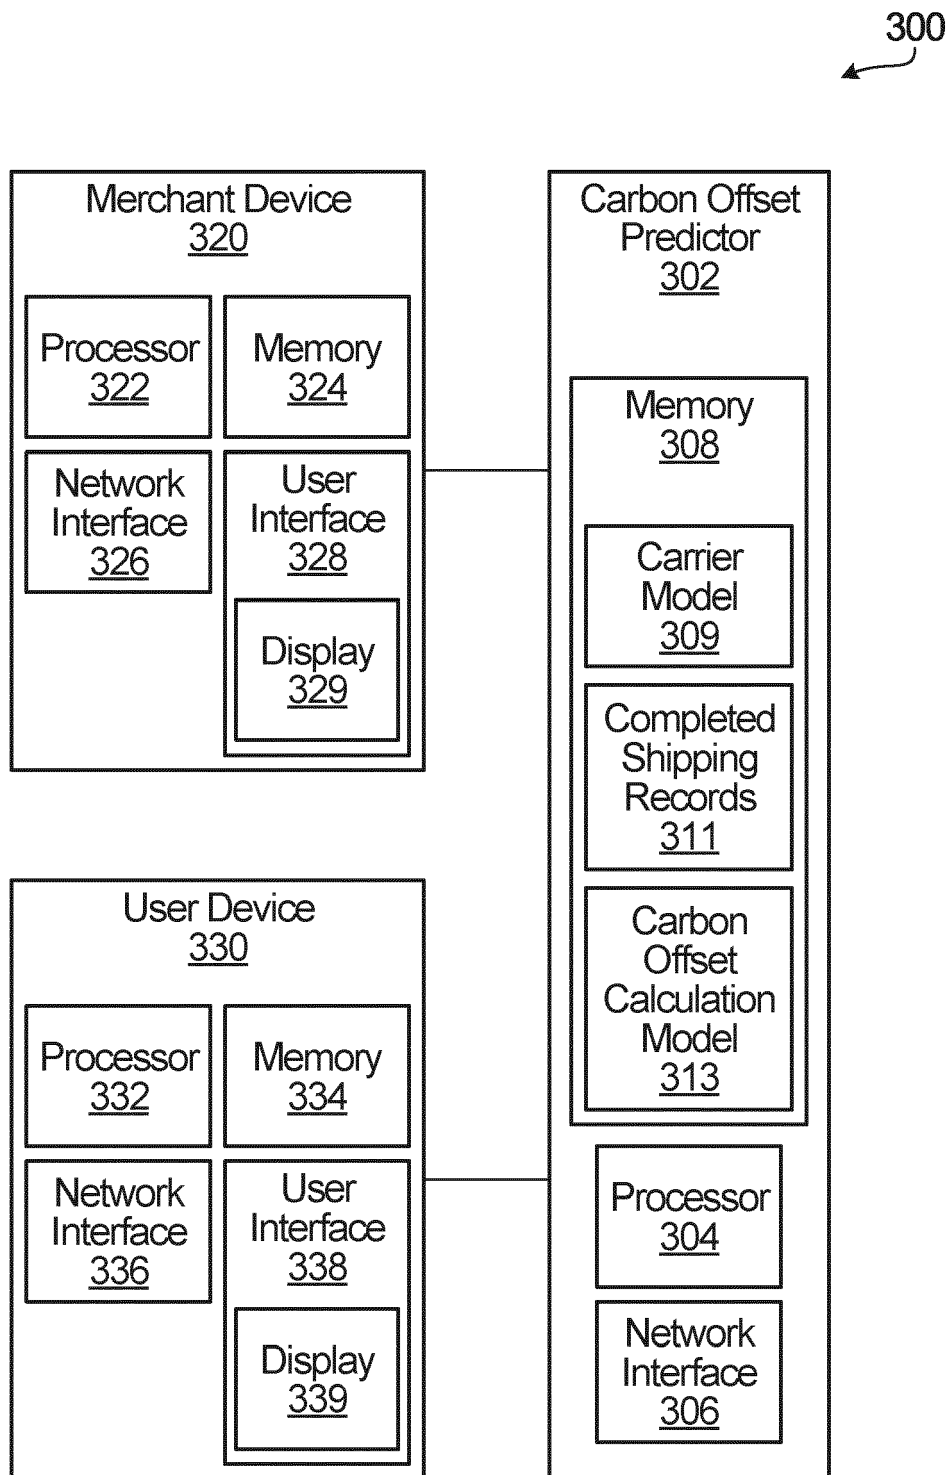 300
Merchant Device
320
Processor
322
Memory
324
Network
Interface
326
User
Interface
328
Display
329
User Device
330
Processor
332
Memory
334
Network
Interface
336
User
Interface
338
Display
339
Carbon Offset
Predictor
302
Memory
308
Carrier
Model
309
Completed
Shipping
Records
311
Carbon
Offset
Calculation
Model
313
Processor
304
Network
Interface
306